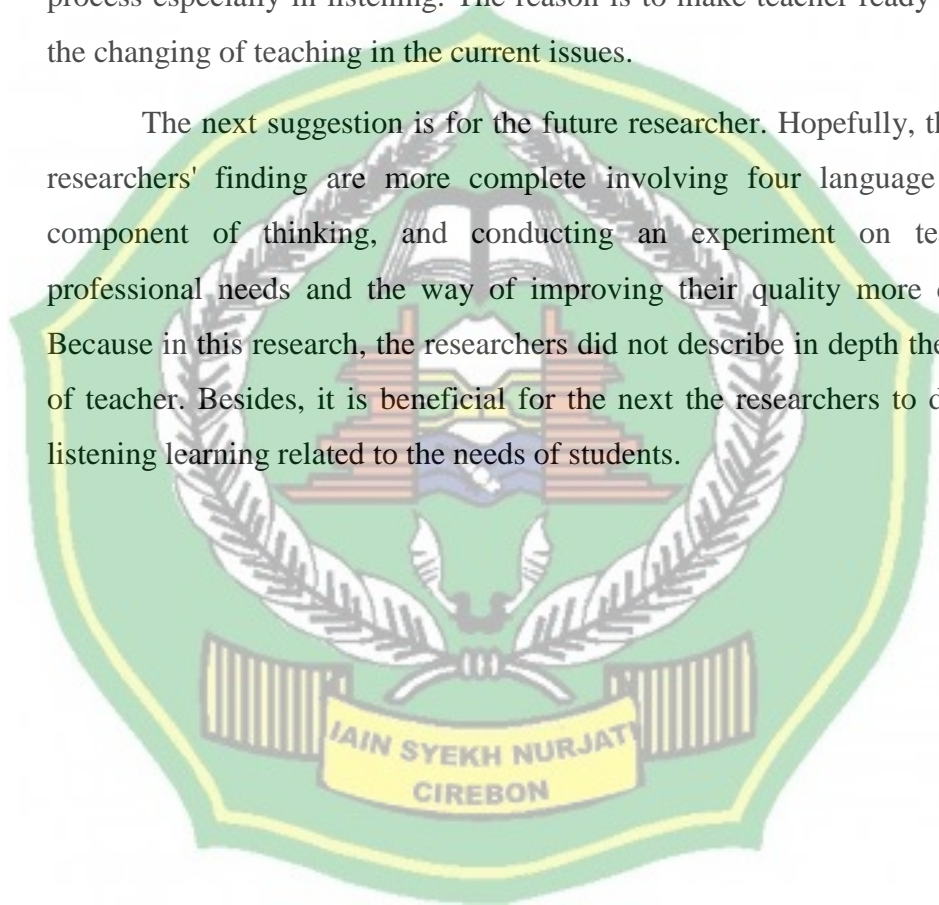 process especially in listening. The reason is to make teacher ready
the changing of teaching in the current issues.
The next suggestion is for the future researcher. Hopefully,
researchers' finding are more complete involving four language
component of thinking, and conducting an experiment on
professional needs and the way of improving their quality more
Because in this research, the researchers did not describe in depth the
of teacher. Besides, it is beneficial for the next the researchers to
listening learning related to the needs of students.
IAIN SYEKH NURJATI
CIREBON